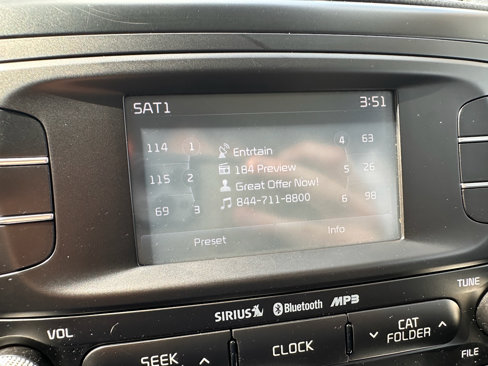 SAT1 3:51
114 1 Entrtain 4 63
115 2 184 Preview 5 26
Great Offer Now!
69 3 844-711-8800 6 98
Preset Info
SIRIUS Bluetooth MP3
TUNE
VOL
SEEK CLOCK CAT FOLDER
FILE